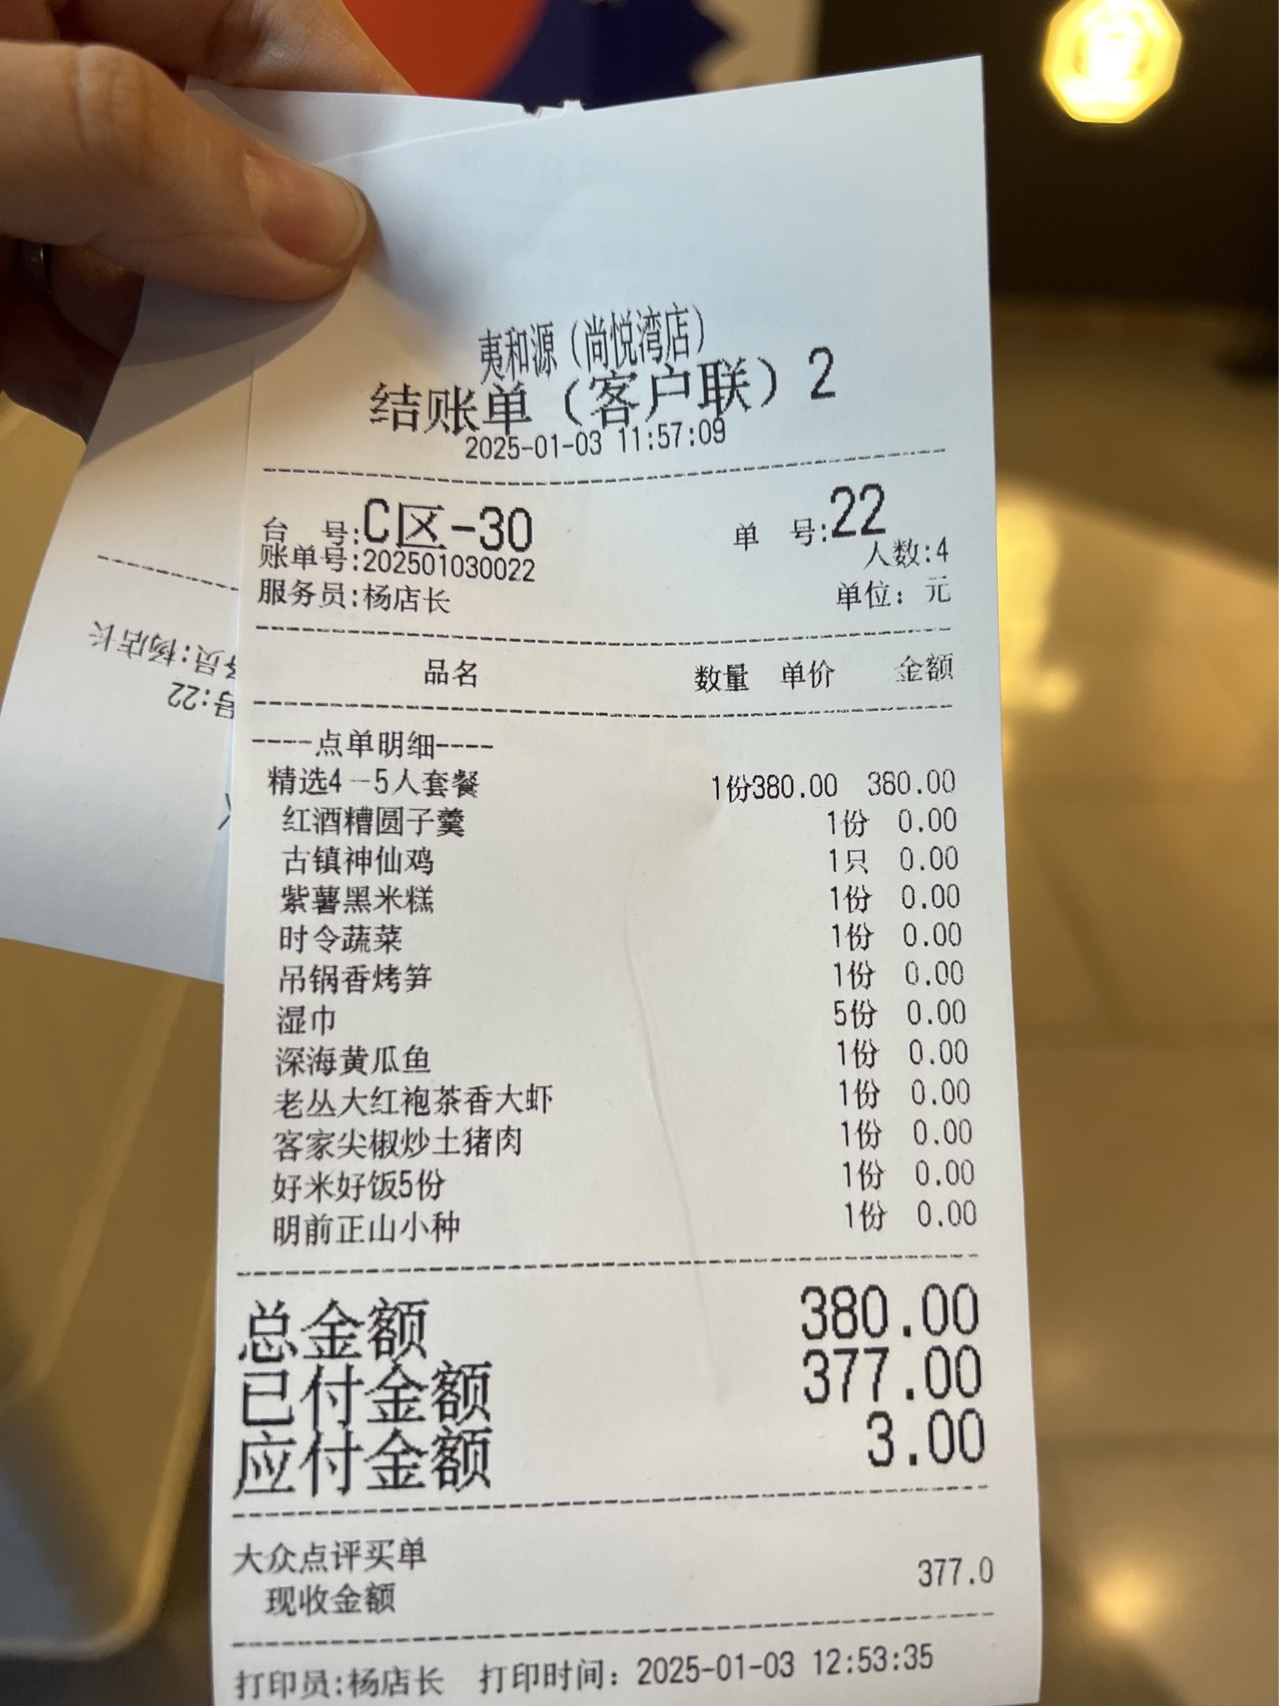 夷和源（尚悦湾店）
结账单（客户联）2
2025-01-03 11:57:09
台 号:C区-30 单 号:22
账单号:202501030022 人数:4
服务员:杨店长 单位：元
品名 数量 单价 金额
----点单明细----
精选4－5人套餐 1份380.00 380.00
红酒糟圆子羹 1份 0.00
古镇神仙鸡 1只 0.00
紫薯黑米糕 1份 0.00
时令蔬菜 1份 0.00
吊锅香烤笋 1份 0.00
湿巾 5份 0.00
深海黄瓜鱼 1份 0.00
老丛大红袍茶香大虾 1份 0.00
客家尖椒炒土猪肉 1份 0.00
好米好饭5份 1份 0.00
明前正山小种 1份 0.00
总金额 380.00
已付金额 377.00
应付金额 3.00
大众点评买单
现收金额 377.0
打印员:杨店长 打印时间：2025-01-03 12:53:35
号:22
员:杨店长